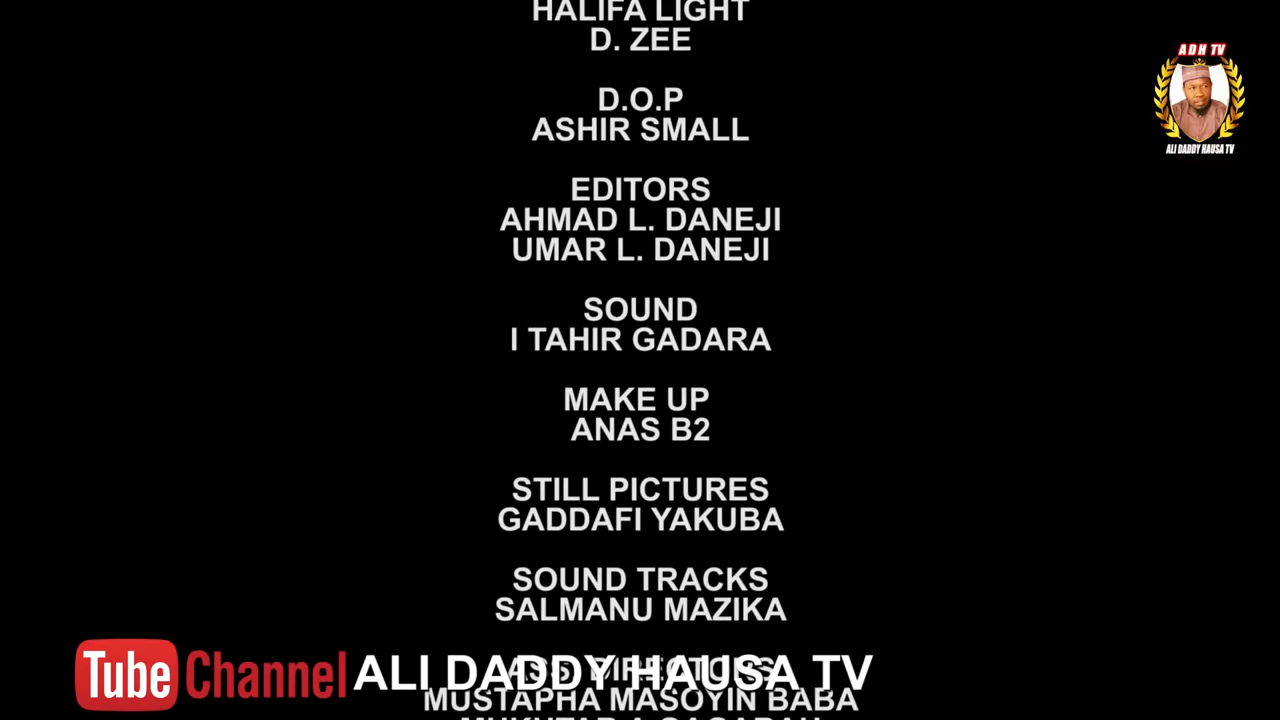 HALIFA LIGHT
D. ZEE
D.O.P
ASHIR SMALL
EDITORS
AHMAD L. DANEJI
UMAR L. DANEJI
SOUND
I TAHIR GADARA
MAKE UP
ANAS B2
STILL PICTURES
GADDAFI YAKUBA
SOUND TRACKS
SALMANU MAZIKA
ASS. DIRECTORS
MUSTAPHA MASOYIN BABA
ADH TV
ALI DADDY HAUSA TV
Tube Channel ALI DADDY HAUSA TV